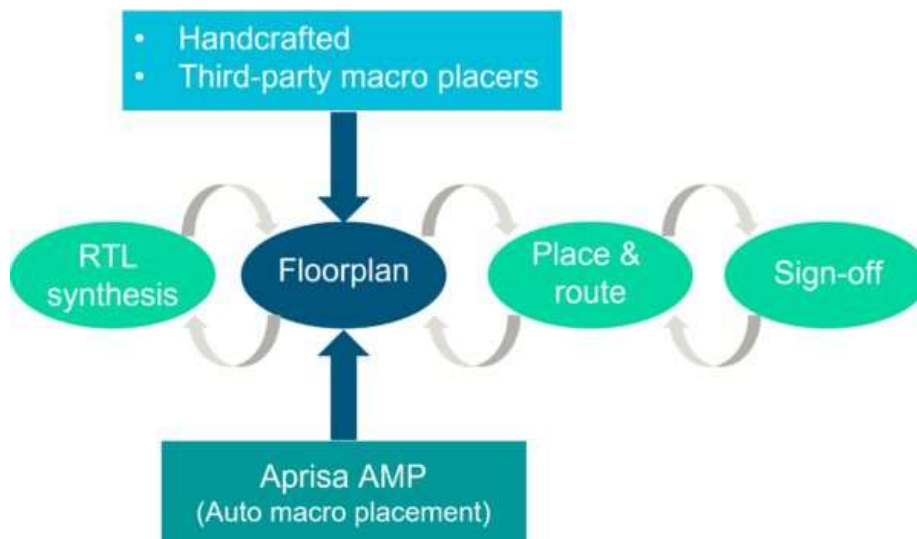 • Handcrafted
• Third-party macro placers
RTL
synthesis
Floorplan
Place &
route
Sign-off
Aprisa AMP
(Auto macro placement)